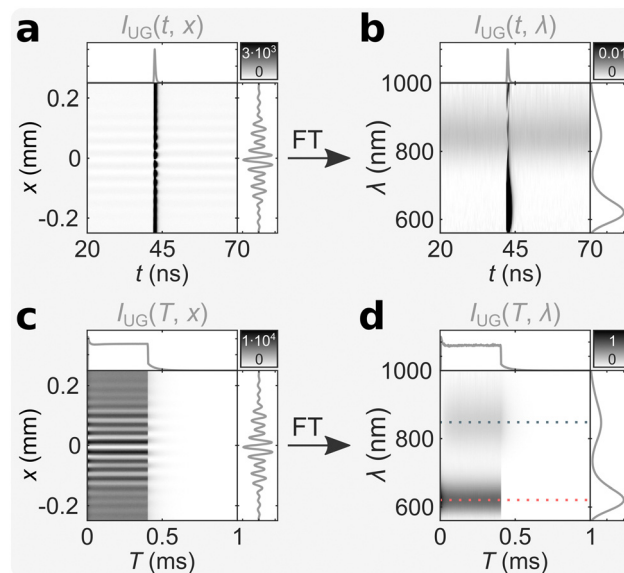 a
I_UG(t, x)
3·10³
0
0.2
0
-0.2
x (mm)
20
45
70
t (ns)
FT
b
I_UG(t, λ)
0.01
0
1000
800
600
λ (nm)
20
45
70
t (ns)
c
I_UG(T, x)
1·10⁴
0
0.2
0
-0.2
x (mm)
0
0.5
1
T (ms)
FT
d
I_UG(T, λ)
1
0
1000
800
600
λ (nm)
0
0.5
1
T (ms)